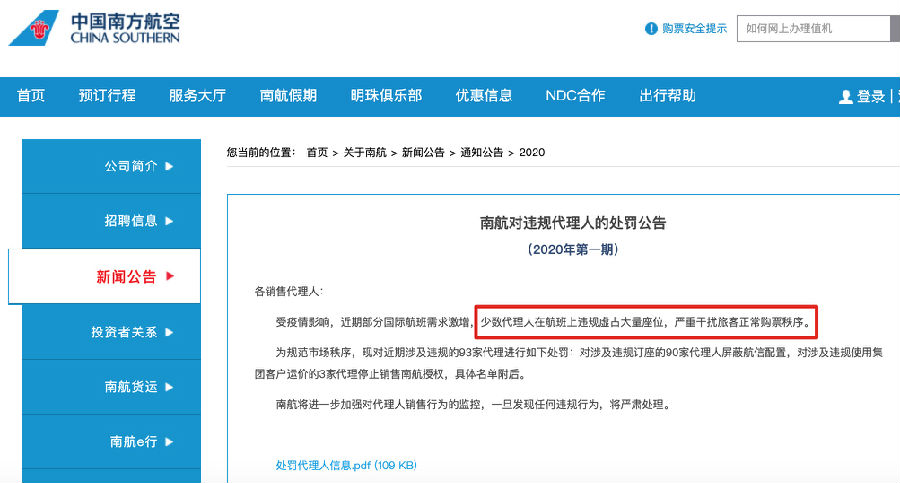 中国南方航空
CHINA SOUTHERN
购票安全提示
如何网上办理值机
首页 预订行程 服务大厅 南航假期 明珠俱乐部 优惠信息 NDC合作 出行帮助 登录 |
公司简介
招聘信息
新闻公告
投资者关系
南航货运
南航e行
您当前的位置: 首页 > 关于南航 > 新闻公告 > 通知公告 > 2020
南航对违规代理人的处罚公告
(2020年第一期)
各销售代理人:
受疫情影响，近期部分国际航班需求激增，少数代理人在航班上违规虚占大量座位，严重干扰旅客正常购票秩序。
为规范市场秩序，现对近期涉及违规的93家代理进行如下处罚：对涉及违规订座的90家代理人屏蔽航信配置，对涉及违规使用集
团客户运价的3家代理停止销售南航授权，具体名单附后。
南航将进一步加强对代理人销售行为的监控，一旦发现任何违规行为，将严肃处理。
处罚代理人信息.pdf (109 KB)